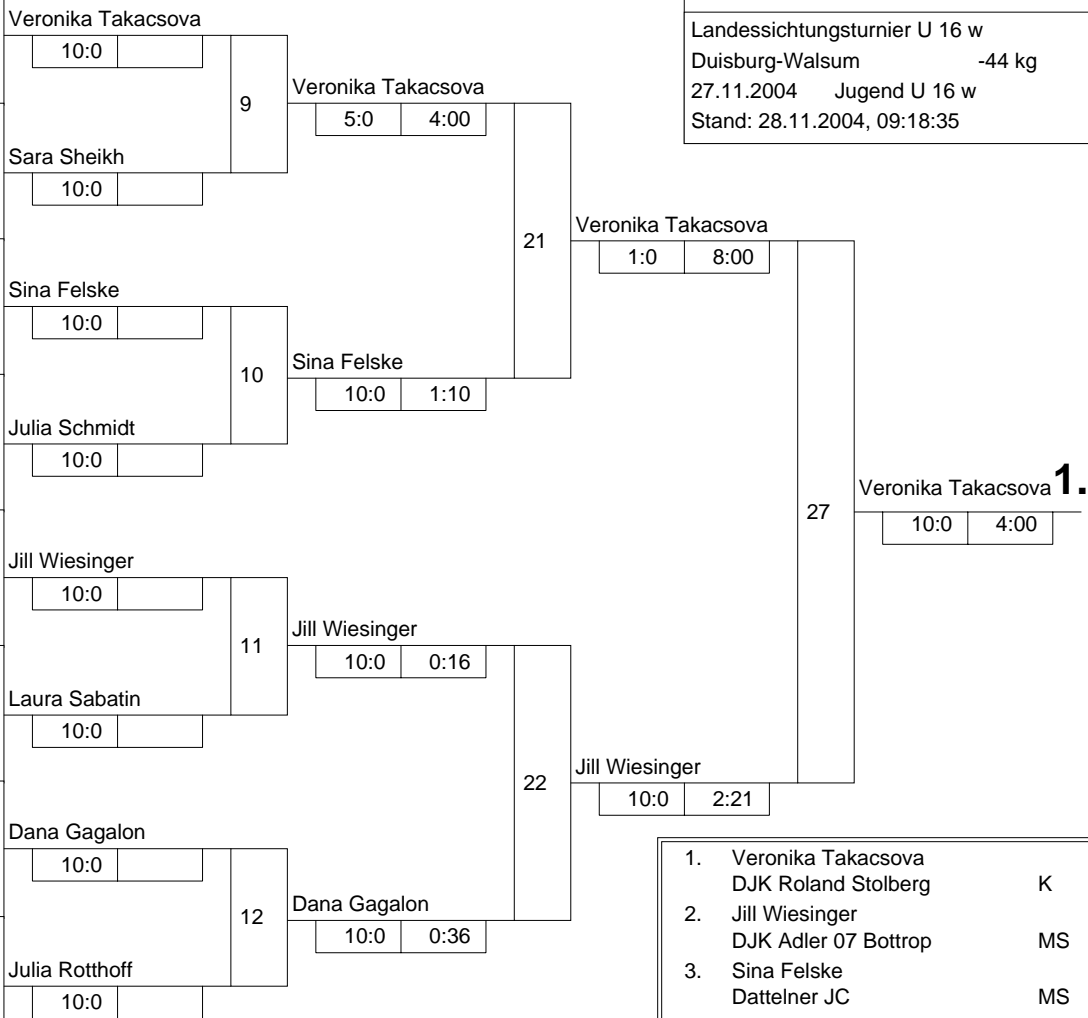 Veronika Takacsova
10:0
Landessichtungsturnier U 16 w
Duisburg-Walsum -44 kg
27.11.2004 Jugend U 16 w
Stand: 28.11.2004, 09:18:35
9
Veronika Takacsova
5:0 4:00
Sara Sheikh
10:0
21
Veronika Takacsova
1:0 8:00
Sina Felske
10:0
10
Sina Felske
10:0 1:10
Julia Schmidt
10:0
27
Veronika Takacsova 1.
10:0 4:00
Jill Wiesinger
10:0
11
Jill Wiesinger
10:0 0:16
Laura Sabatin
10:0
22
Jill Wiesinger
10:0 2:21
Dana Gagalon
10:0
12
Dana Gagalon
10:0 0:36
Julia Rotthoff
10:0
1. Veronika Takacsova
DJK Roland Stolberg K
2. Jill Wiesinger
DJK Adler 07 Bottrop MS
3. Sina Felske
Dattelner JC MS